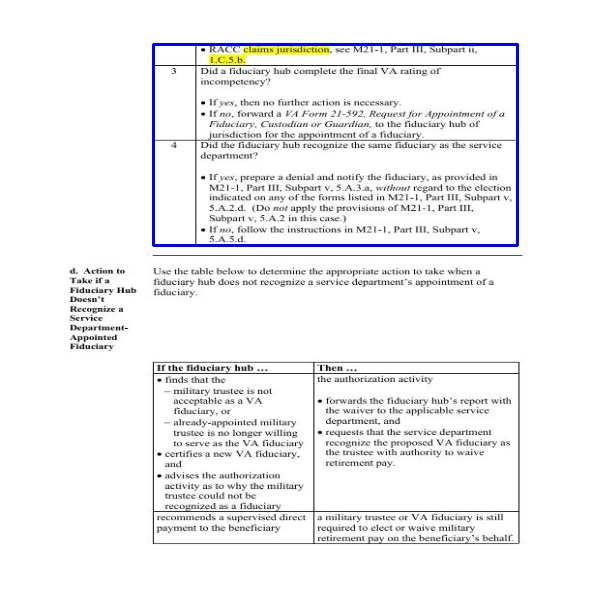 • RACC claims jurisdiction, see M21-1, Part III, Subpart ii,
1.C.5.b.
3 Did a fiduciary hub complete the final VA rating of
incompetency?
• If yes, then no further action is necessary.
• If no, forward a VA Form 21-592, Request for Appointment of a
Fiduciary, Custodian or Guardian, to the fiduciary hub of
jurisdiction for the appointment of a fiduciary.
4 Did the fiduciary hub recognize the same fiduciary as the service
department?
• If yes, prepare a denial and notify the fiduciary, as provided in
M21-1, Part III, Subpart v, 5.A.3.a, without regard to the election
indicated on any of the forms listed in M21-1, Part III, Subpart v,
5.A.2.d. (Do not apply the provisions of M21-1, Part III,
Subpart v, 5.A.2 in this case.)
• If no, follow the instructions in M21-1, Part III, Subpart v,
5.A.5.d.
d. Action to
Take if a
Fiduciary Hub
Doesn't
Recognize a
Service
Department-
Appointed
Fiduciary
Use the table below to determine the appropriate action to take when a
fiduciary hub does not recognize a service department's appointment of a
fiduciary.
If the fiduciary hub …
• finds that the
– military trustee is not
acceptable as a VA
fiduciary, or
– already-appointed military
trustee is no longer willing
to serve as the VA fiduciary
• certifies a new VA fiduciary,
and
• advises the authorization
activity as to why the military
trustee could not be
recognized as a fiduciary
Then …
the authorization activity
• forwards the fiduciary hub's report with
the waiver to the applicable service
department, and
• requests that the service department
recognize the proposed VA fiduciary as
the trustee with authority to waive
retirement pay.
recommends a supervised direct
payment to the beneficiary
a military trustee or VA fiduciary is still
required to elect or waive military
retirement pay on the beneficiary's behalf.